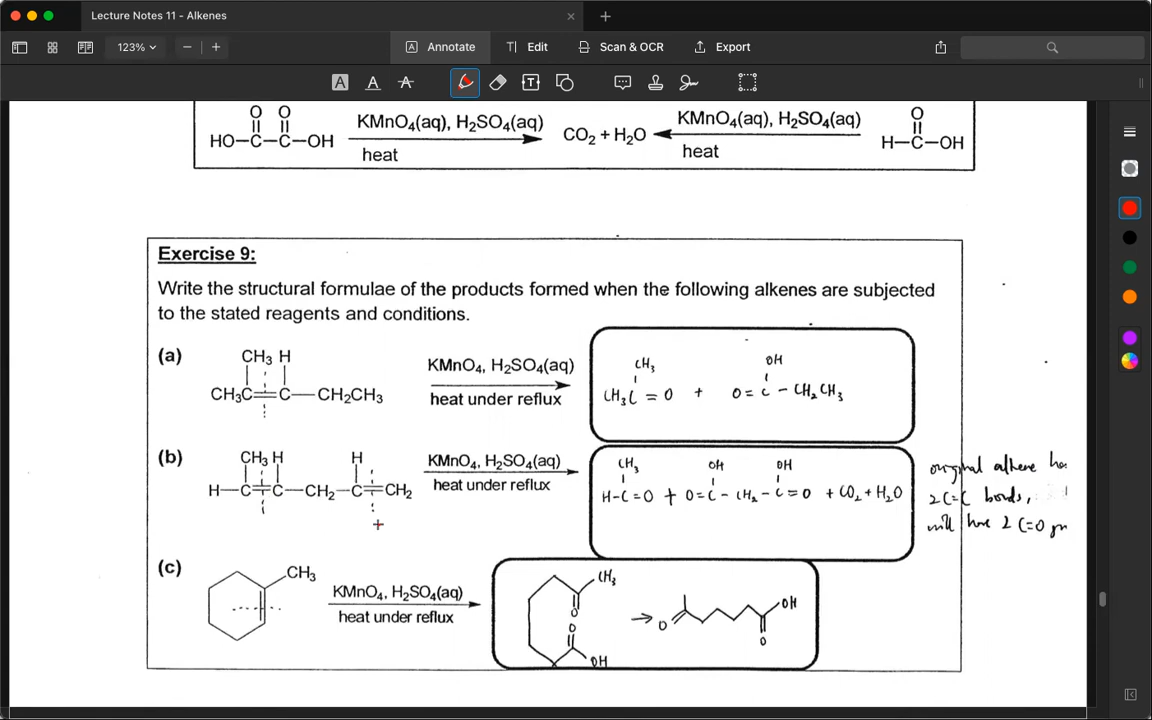 Lecture Notes 11 - Alkenes
123%
Annotate
Edit
Scan & OCR
Export
O O
HO–C–C–OH
KMnO₄(aq), H₂SO₄(aq)
heat
CO₂ + H₂O
KMnO₄(aq), H₂SO₄(aq)
heat
O
H–C–OH
Exercise 9:
Write the structural formulae of the products formed when the following alkenes are subjected
to the stated reagents and conditions.
(a)
CH₃ H
CH₃C=C—CH₂CH₃
KMnO₄, H₂SO₄(aq)
heat under reflux
CH₃ OH
CH₃C = O + O = C – CH₂CH₃
(b)
CH₃ H H
H–C=C–CH₂–C=CH₂
KMnO₄, H₂SO₄(aq)
heat under reflux
CH₃ OH OH
H–C=O + O=C – CH₂ – C=O + CO₂ + H₂O
original alkene
2 C=C bonds,
will have 2 C=O
(c)
CH₃
KMnO₄, H₂SO₄(aq)
heat under reflux
CH₃
O
O
OH
O
OH
O